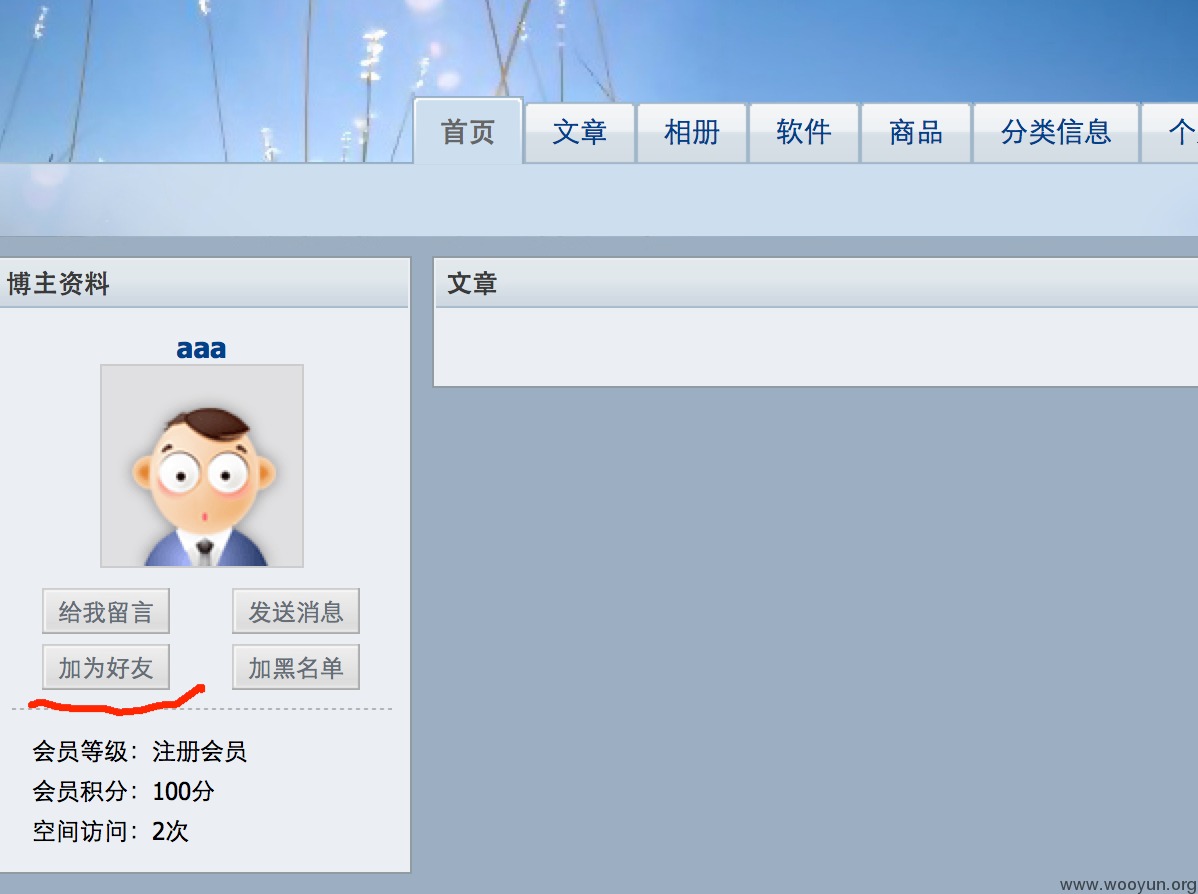 首页 文章 相册 软件 商品 分类信息 个
博主资料
文章
aaa
给我留言 发送消息
加为好友 加黑名单
会员等级：注册会员
会员积分：100分
空间访问：2次
www.wooyun.org